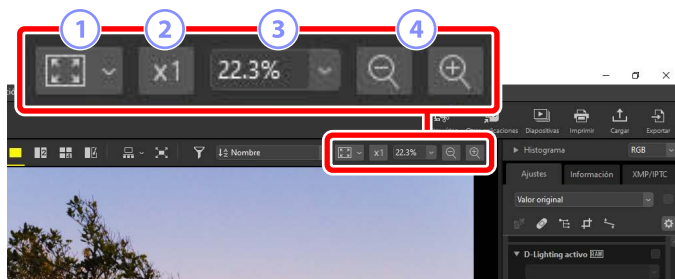 1 2 3 4
x1 22.3%
Diapositivas Imprimir Cargar Exportar
Nombre x1 22.3% Histograma RGB
Ajustes Información XMP/IPTC
Valor original
D-Lighting activo RAW